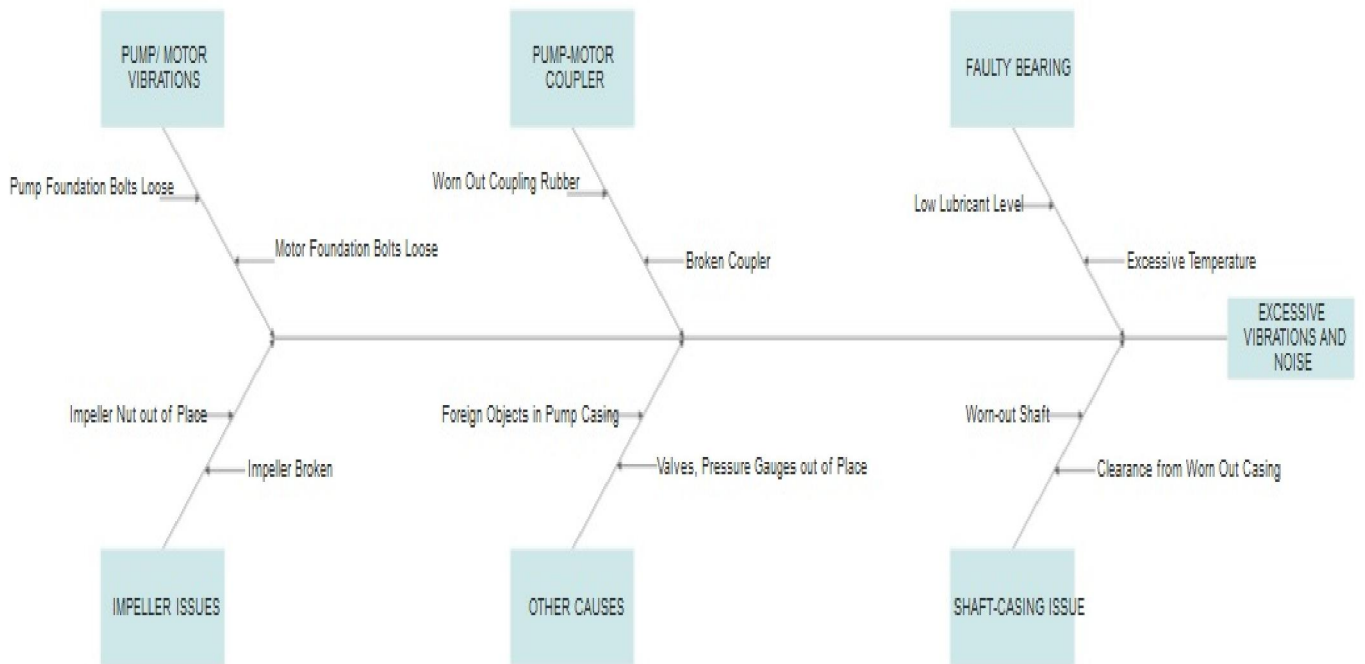 PUMP/ MOTOR
VIBRATIONS
PUMP-MOTOR
COUPLER
FAULTY BEARING
Pump Foundation Bolts Loose
Motor Foundation Bolts Loose
Worn Out Coupling Rubber
Broken Coupler
Low Lubricant Level
Excessive Temperature
EXCESSIVE
VIBRATIONS AND
NOISE
Impeller Nut out of Place
Impeller Broken
Foreign Objects in Pump Casing
Valves, Pressure Gauges out of Place
Worn-out Shaft
Clearance from Worn Out Casing
IMPELLER ISSUES
OTHER CAUSES
SHAFT-CASING ISSUE